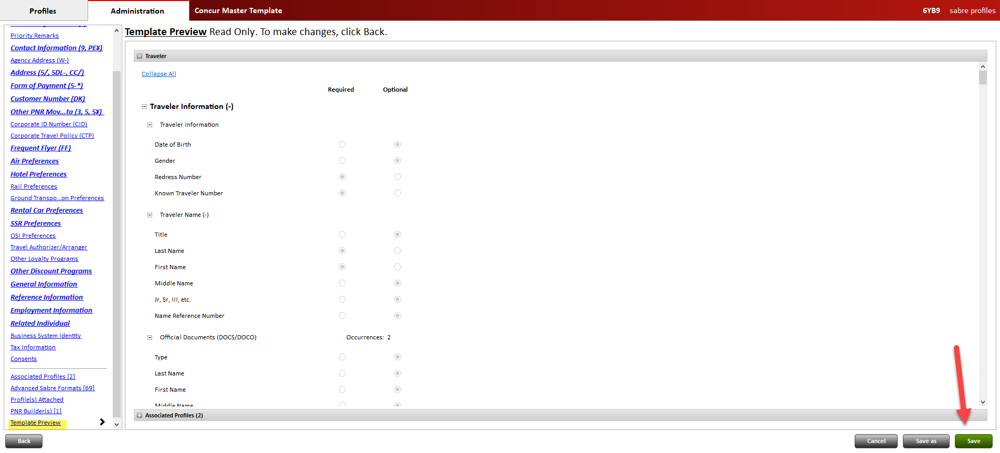 Profiles
Administration
Concur Master Template
6YB9
sabre profiles
Priority Remarks
Contact Information (9, PE¥)
Agency Address (W-)
Address (5/, 5DL-, CC/)
Form of Payment (5-*)
Customer Number (DK)
Other PNR Mov...ta (3, 5, 5¥)
Corporate ID Number (CID)
Corporate Travel Policy (CTP)
Frequent Flyer (FF)
Air Preferences
Hotel Preferences
Rail Preferences
Ground Transpo...on Preferences
Rental Car Preferences
SSR Preferences
OSI Preferences
Travel Authorizer/Arranger
Other Loyalty Programs
Other Discount Programs
General Information
Reference Information
Employment Information
Related Individual
Business System Identity
Tax Information
Consents
Associated Profiles [2]
Advanced Sabre Formats [69]
Profile(s) Attached
PNR Builder(s) [1]
Template Preview
Template Preview Read Only. To make changes, click Back.
Traveler
Collapse All
Required Optional
Traveler Information (-)
Traveler Information
Date of Birth
Gender
Redress Number
Known Traveler Number
Traveler Name (-)
Title
Last Name
First Name
Middle Name
Jr, Sr, III, etc.
Name Reference Number
Official Documents (DOCS/DOCO) Occurrences: 2
Type
Last Name
First Name
Middle Name
Associated Profiles (2)
Back
Cancel
Save as
Save